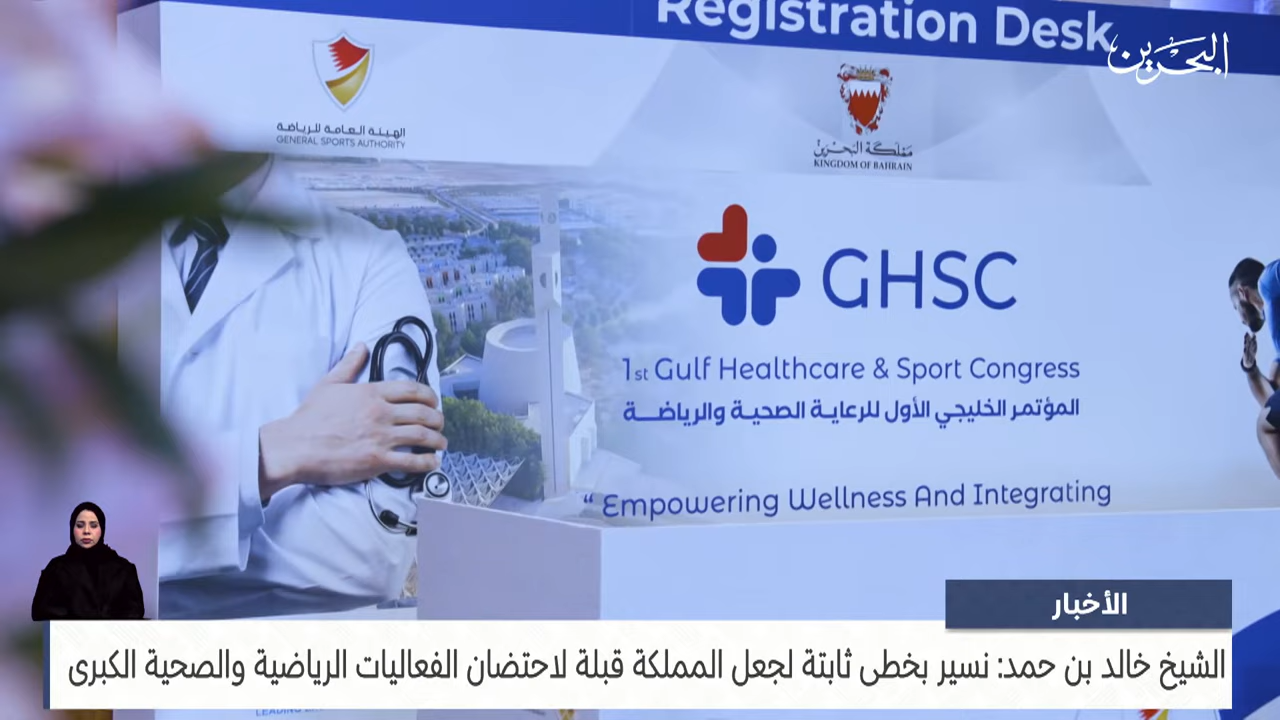 Registration Desk
البحرين
الهيئة العامة للرياضة
GENERAL SPORTS AUTHORITY
مملكة البحرين
KINGDOM OF BAHRAIN
GHSC
1st Gulf Healthcare & Sport Congress
المؤتمر الخليجي الأول للرعاية الصحية والرياضة
“ Empowering Wellness And Integrating
الأخبار
الشيخ خالد بن حمد: نسير بخطى ثابتة لجعل المملكة قبلة لاحتضان الفعاليات الرياضية والصحية الكبرى